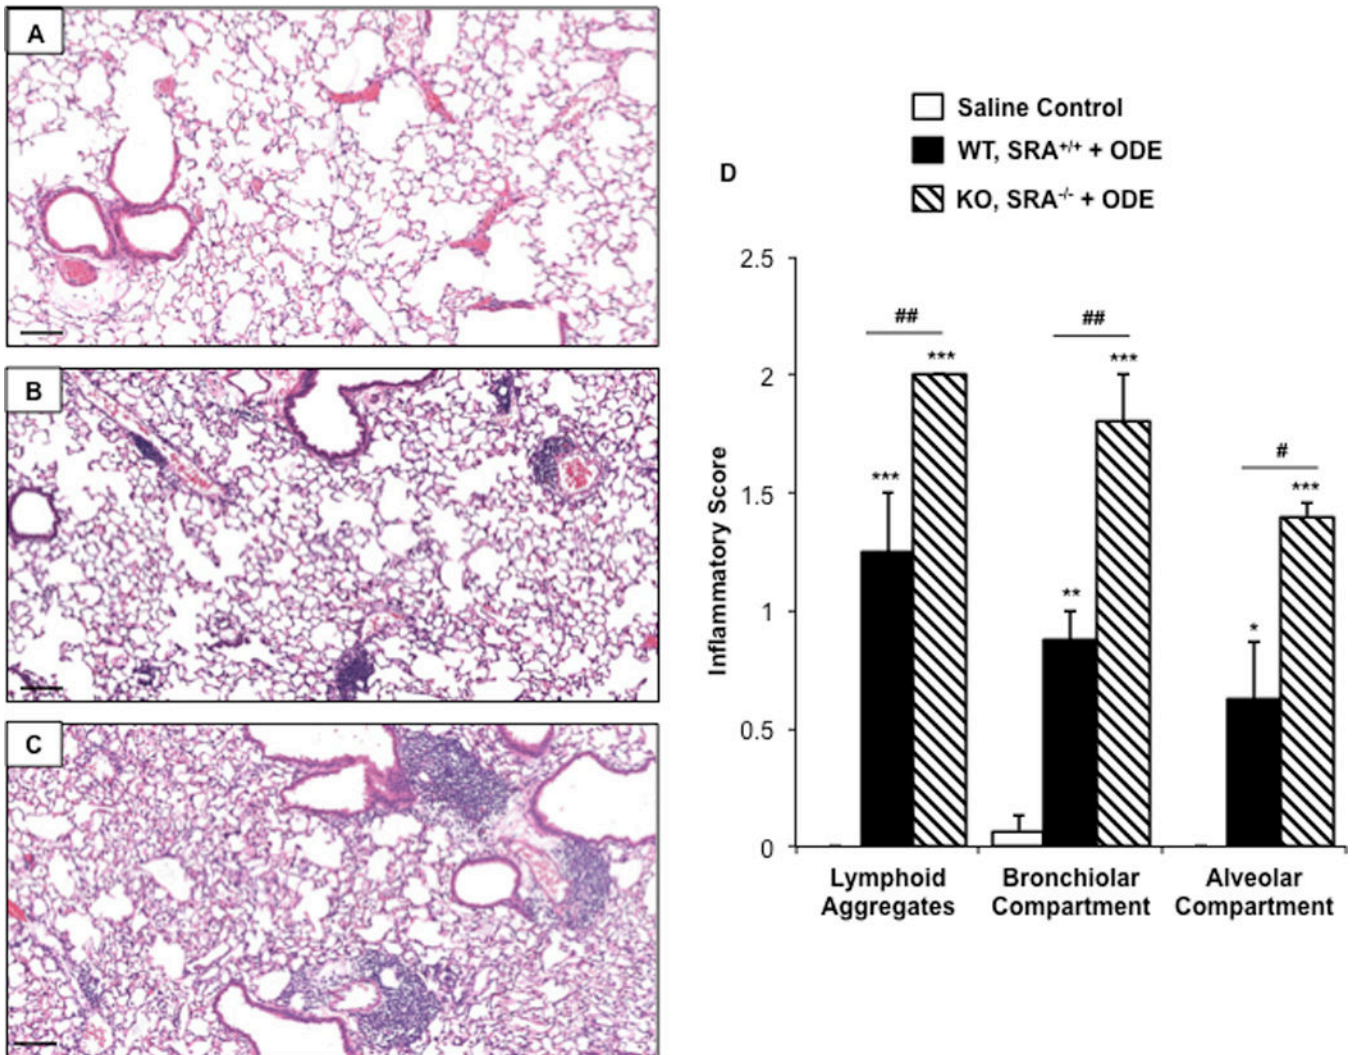 A
B
C
D
Saline Control
WT, SRA+/+ + ODE
KO, SRA-/- + ODE
Inflammatory Score
2.5
2
1.5
1
0.5
0
##
***
***
##
**
***
#
*
***
Lymphoid
Aggregates
Bronchiolar
Compartment
Alveolar
Compartment